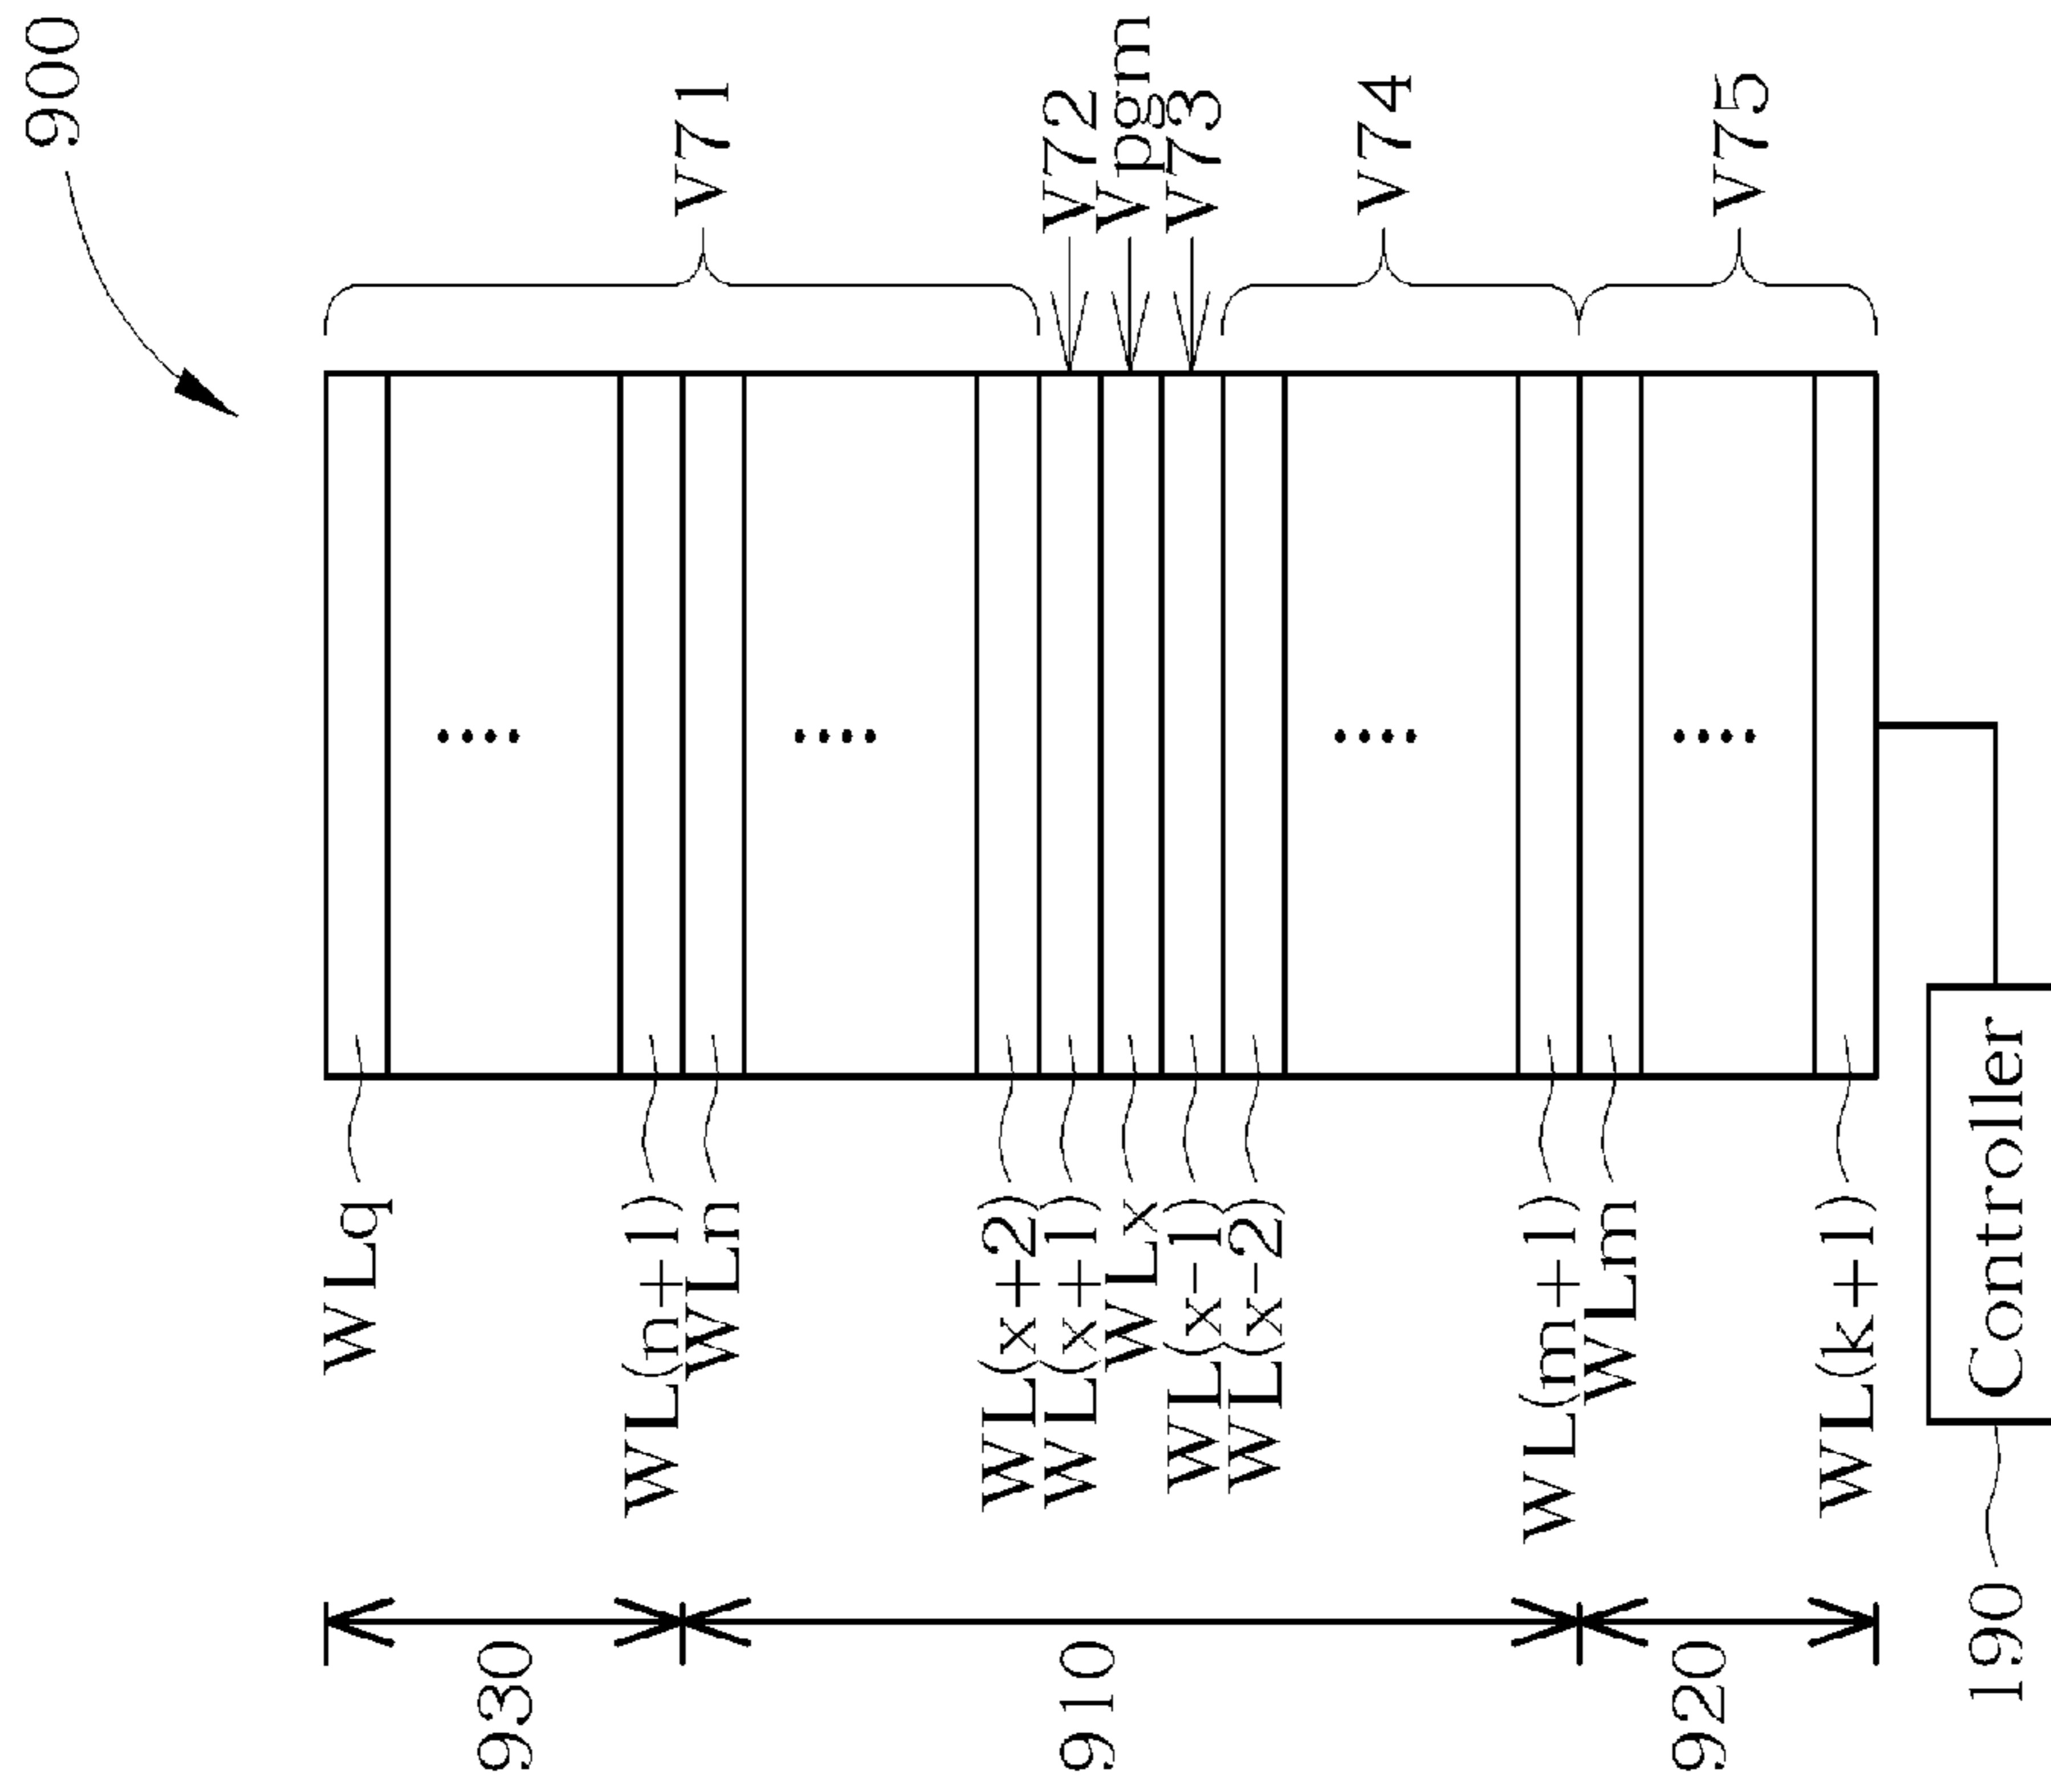 900
V71
V72
Vpgm
V73
V74
V75
WLq
WL(n+1)
WLn
WL(x+2)
WL(x+1)
WLx
WL(x-1)
WL(x-2)
WL(m+1)
WLm
WL(k+1)
930
910
920
Controller
190